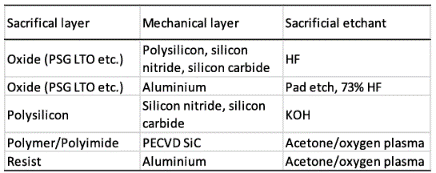 Sacrifical layer Mechanical layer Sacrificial etchant
Oxide (PSG LTO etc.) Polysilicon, silicon nitride, silicon carbide HF
Oxide (PSG LTO etc.) Aluminium Pad etch, 73% HF
Polysilicon Silicon nitride, silicon carbide KOH
Polymer/Polyimide PECVD SiC Acetone/oxygen plasma
Resist Aluminium Acetone/oxygen plasma